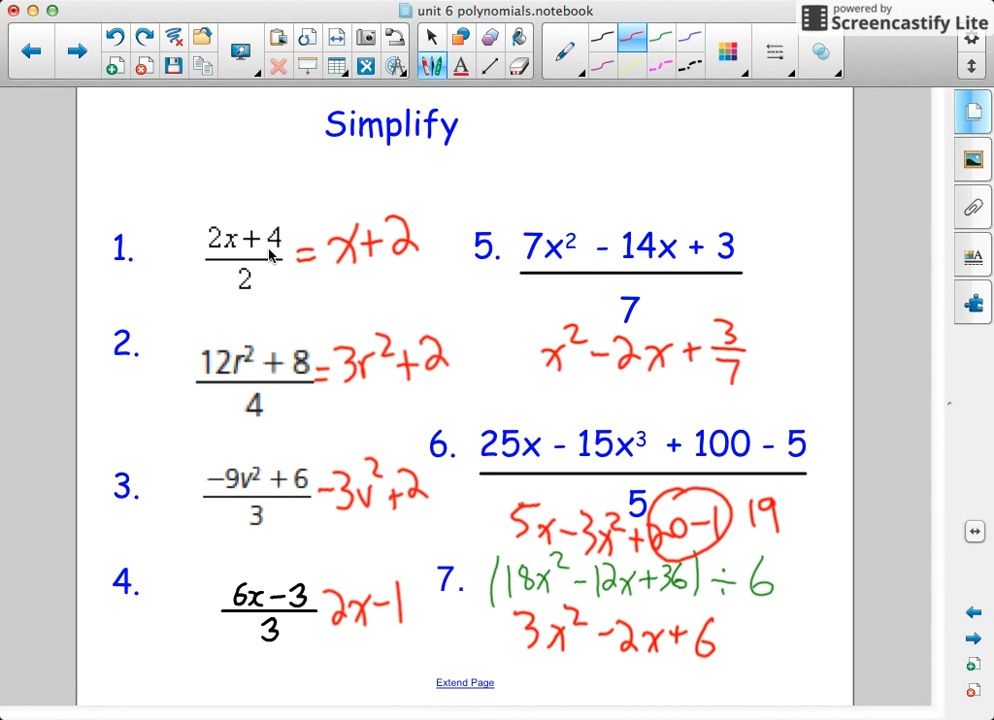 unit 6 polynomials.notebook
powered by
Screencastify Lite
Simplify
1. 2x+4 = x+2
2
2. 12r² + 8 = 3r²+2
4
3. −9v² + 6 -3v²+2
3
4. 6x−3 2x-1
3
5. 7x² - 14x + 3
7
x²-2x+3/7
6. 25x - 15x³ + 100 - 5
5
5x-3x²+20-1 19
7. (18x²-12x+36) ÷ 6
3x²-2x+6
Extend Page